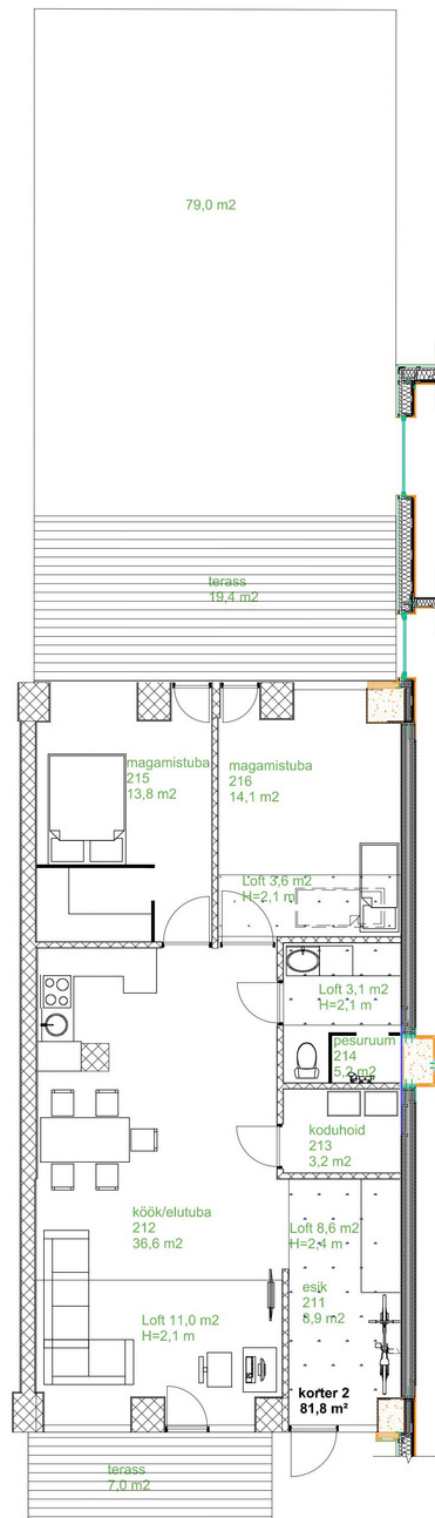 79,0 m2
terass
19,4 m2
magamistuba
215
13,8 m2
magamistuba
216
14,1 m2
Loft 3,6 m2
H=2,1 m
Loft 3,1 m2
H=2,1 m
pesuruum
214
5,2 m2
koduhoid
213
3,2 m2
köök/elutuba
212
36,6 m2
Loft 8,6 m2
H=2,4 m
esik
211
8,9 m2
Loft 11,0 m2
H=2,1 m
korter 2
81,8 m²
terass
7,0 m2